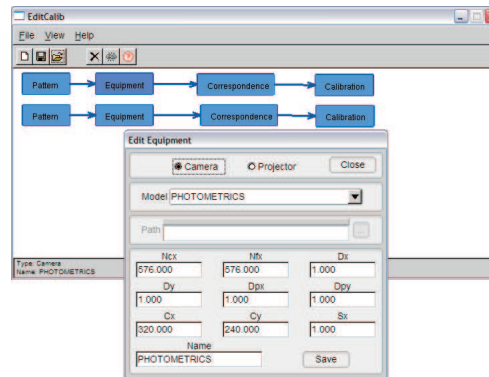 EditCalib
File View Help
Pattern Equipment Correspondence Calibration
Pattern Equipment Correspondence Calibration
Edit Equipment
Camera Projector Close
Model PHOTOMETRICS
Path
Ncx Nfx Dx
576.000 576.000 1.000
Dy Dpx Dpy
1.000 1.000 1.000
Cx Cy Sx
320.000 240.000 1.000
Name
PHOTOMETRICS Save
Type: Camera
Name: PHOTOMETRICS